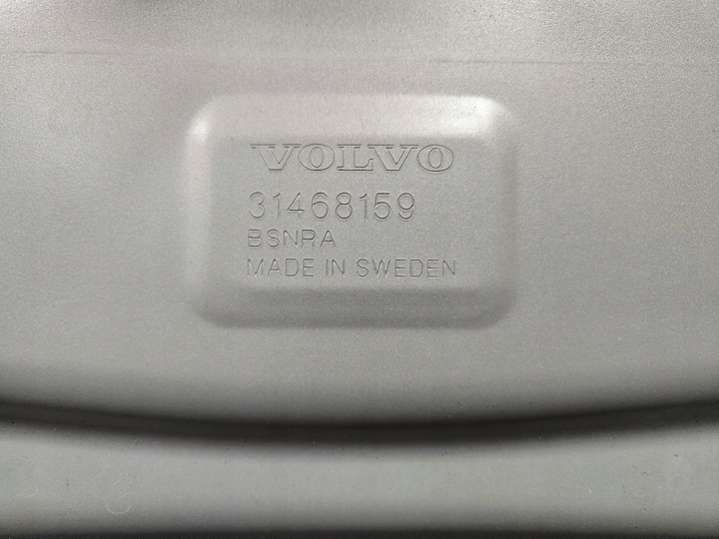 VOLVO
31468159
BSNRA
MADE IN SWEDEN